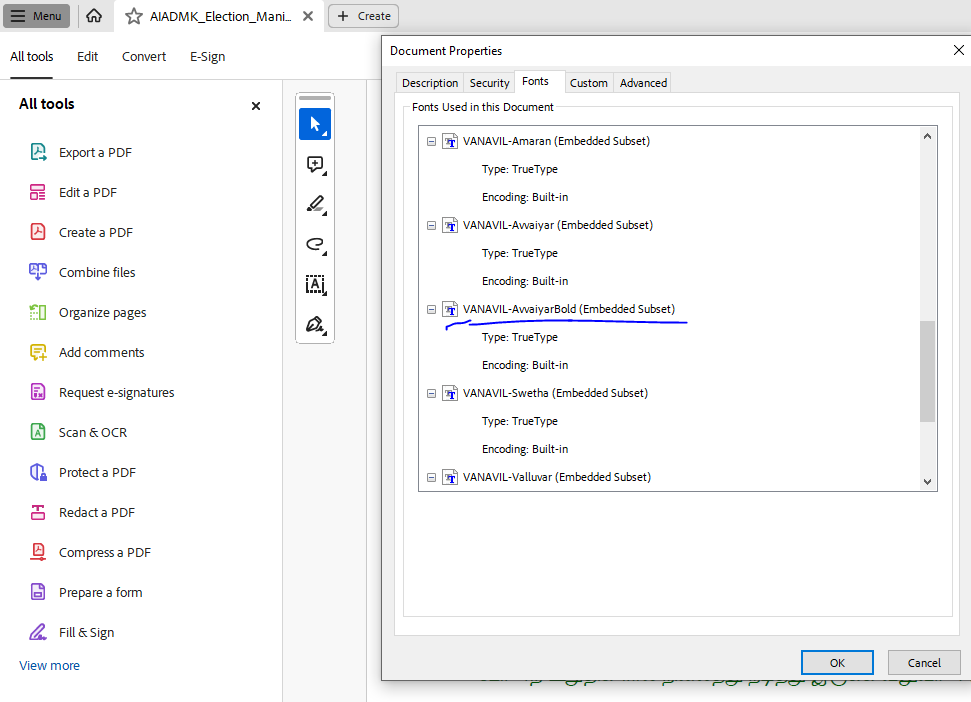 Menu
AIADMK_Election_Mani...
Create
All tools
Edit
Convert
E-Sign
All tools
Export a PDF
Edit a PDF
Create a PDF
Combine files
Organize pages
Add comments
Request e-signatures
Scan & OCR
Protect a PDF
Redact a PDF
Compress a PDF
Prepare a form
Fill & Sign
View more
Document Properties
Description Security Fonts Custom Advanced
Fonts Used in this Document
VANAVIL-Amaran (Embedded Subset)
Type: TrueType
Encoding: Built-in
VANAVIL-Avvaiyar (Embedded Subset)
Type: TrueType
Encoding: Built-in
VANAVIL-AvvaiyarBold (Embedded Subset)
Type: TrueType
Encoding: Built-in
VANAVIL-Swetha (Embedded Subset)
Type: TrueType
Encoding: Built-in
VANAVIL-Valluvar (Embedded Subset)
OK Cancel